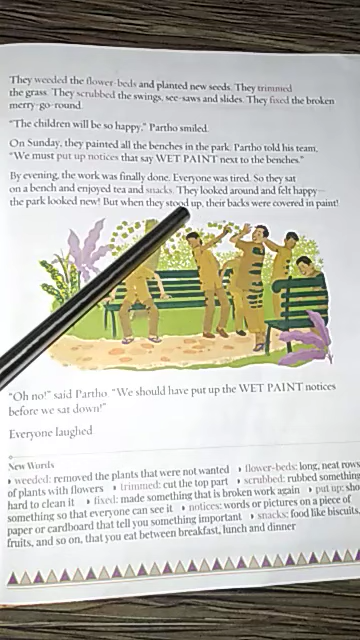 They weeded the flower-beds and planted new seeds. They trimmed
the grass. They scrubbed the swings, see-saws and slides. They fixed the broken
merry-go-round.
"The children will be so happy," Partho smiled.
On Sunday, they painted all the benches in the park. Partho told his team,
"We must put up notices that say WET PAINT next to the benches."
By evening, the work was finally done. Everyone was tired. So they sat
on a bench and enjoyed tea and snacks. They looked around and felt happy—
the park looked new! But when they stood up, their backs were covered in paint!
"Oh no!" said Partho. "We should have put up the WET PAINT notices
before we sat down!"
Everyone laughed.
New Words
weeded: removed the plants that were not wanted flower-beds: long, neat rows
of plants with flowers trimmed: cut the top part scrubbed: rubbed something
hard to clean it fixed: made something that is broken work again put up: sho
something so that everyone can see it notices: words or pictures on a piece of
paper or cardboard that tell you something important snacks: food like biscuits,
fruits, and so on, that you eat between breakfast, lunch and dinner